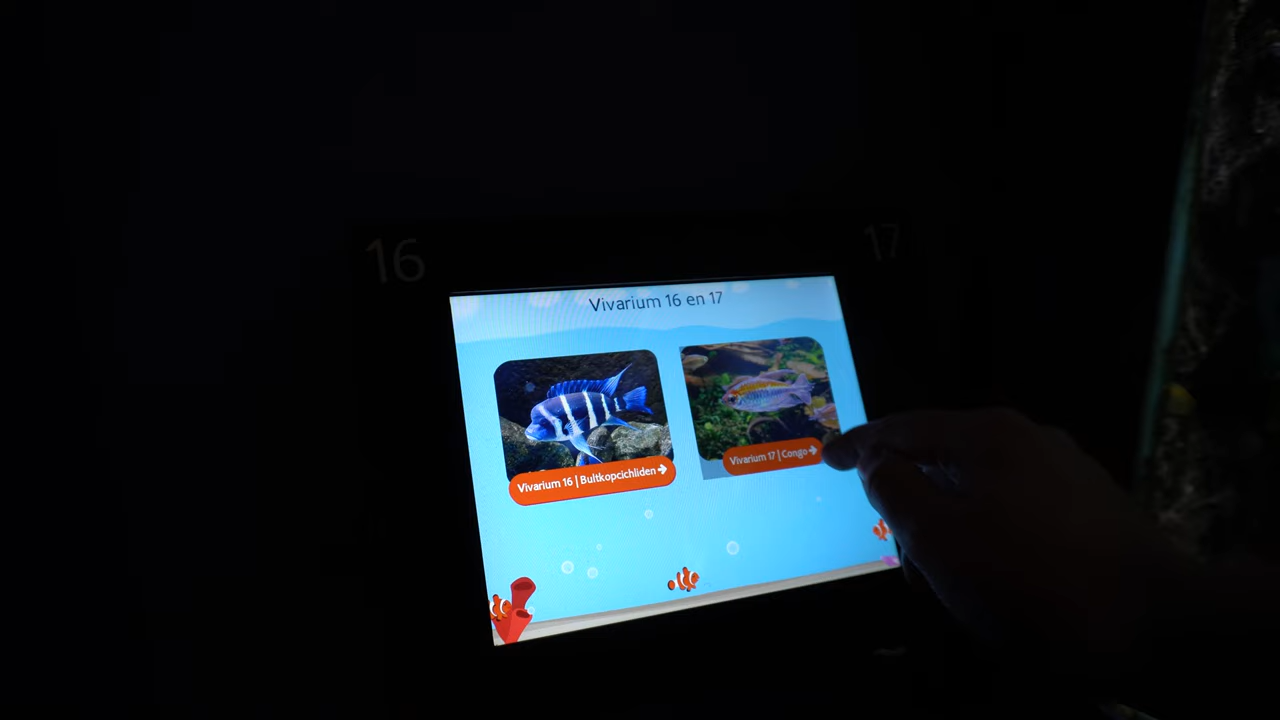 16
17
Vivarium 16 en 17
Vivarium 16 | Bultkopcichliden
Vivarium 17 | Congo